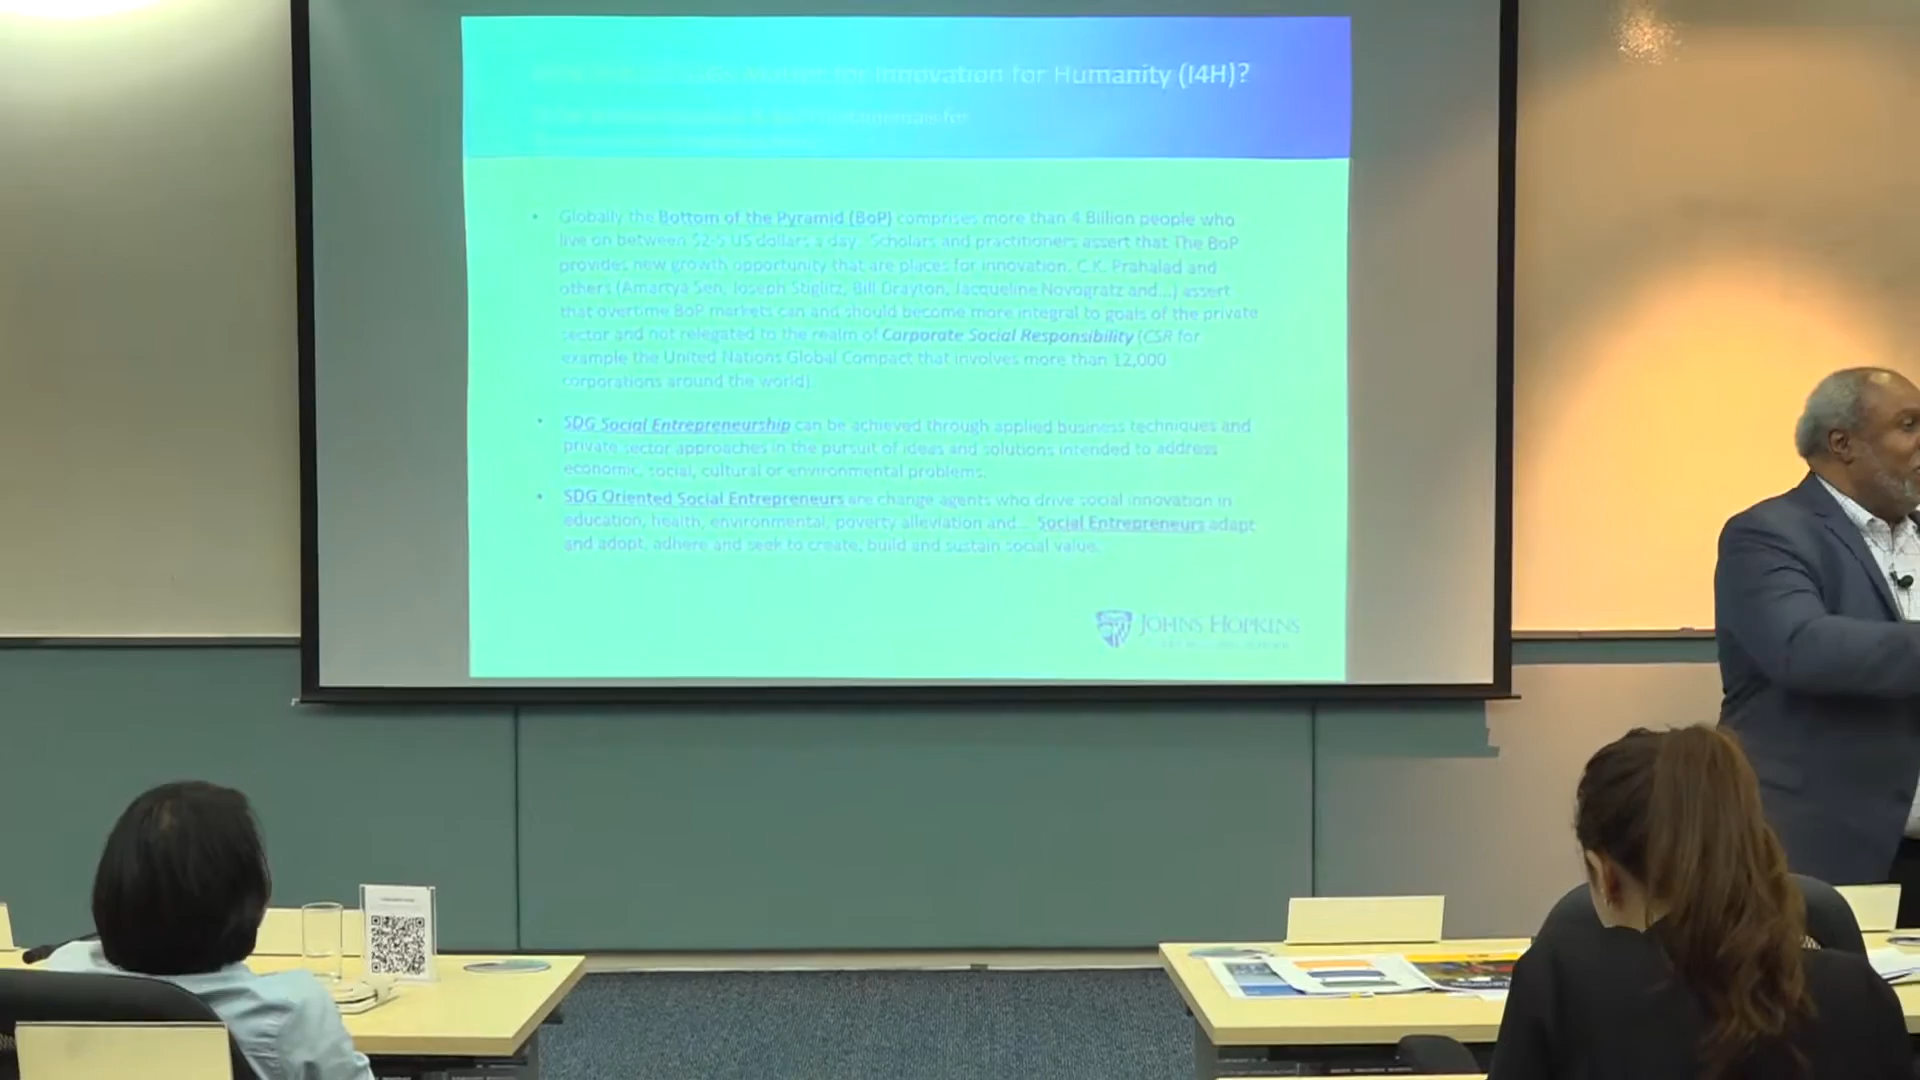 Matter for Innovation for Humanity (I4H)?
for
• Globally the Bottom of the Pyramid (BoP) comprises more than 4 Billion people who
live on between $2-5 US dollars a day. Scholars and practitioners assert that The BoP
provides new growth opportunity that are places for innovation. C.K. Prahalad and
others (Amartya Sen, Joseph Stiglitz, Bill Drayton, Jacqueline Novogratz and...) assert
that overtime BoP markets can and should become more integral to goals of the private
sector and not relegated to the realm of Corporate Social Responsibility (CSR for
example the United Nations Global Compact that involves more than 12,000
corporations around the world).
• SDG Social Entrepreneurship can be achieved through applied business techniques and
private sector approaches in the pursuit of ideas and solutions intended to address
economic, social, cultural or environmental problems.
• SDG Oriented Social Entrepreneurs are change agents who drive social innovation in
education, health, environmental, poverty alleviation and... Social Entrepreneurs adapt
and adopt, adhere and seek to create, build and sustain social value.
JOHNS HOPKINS